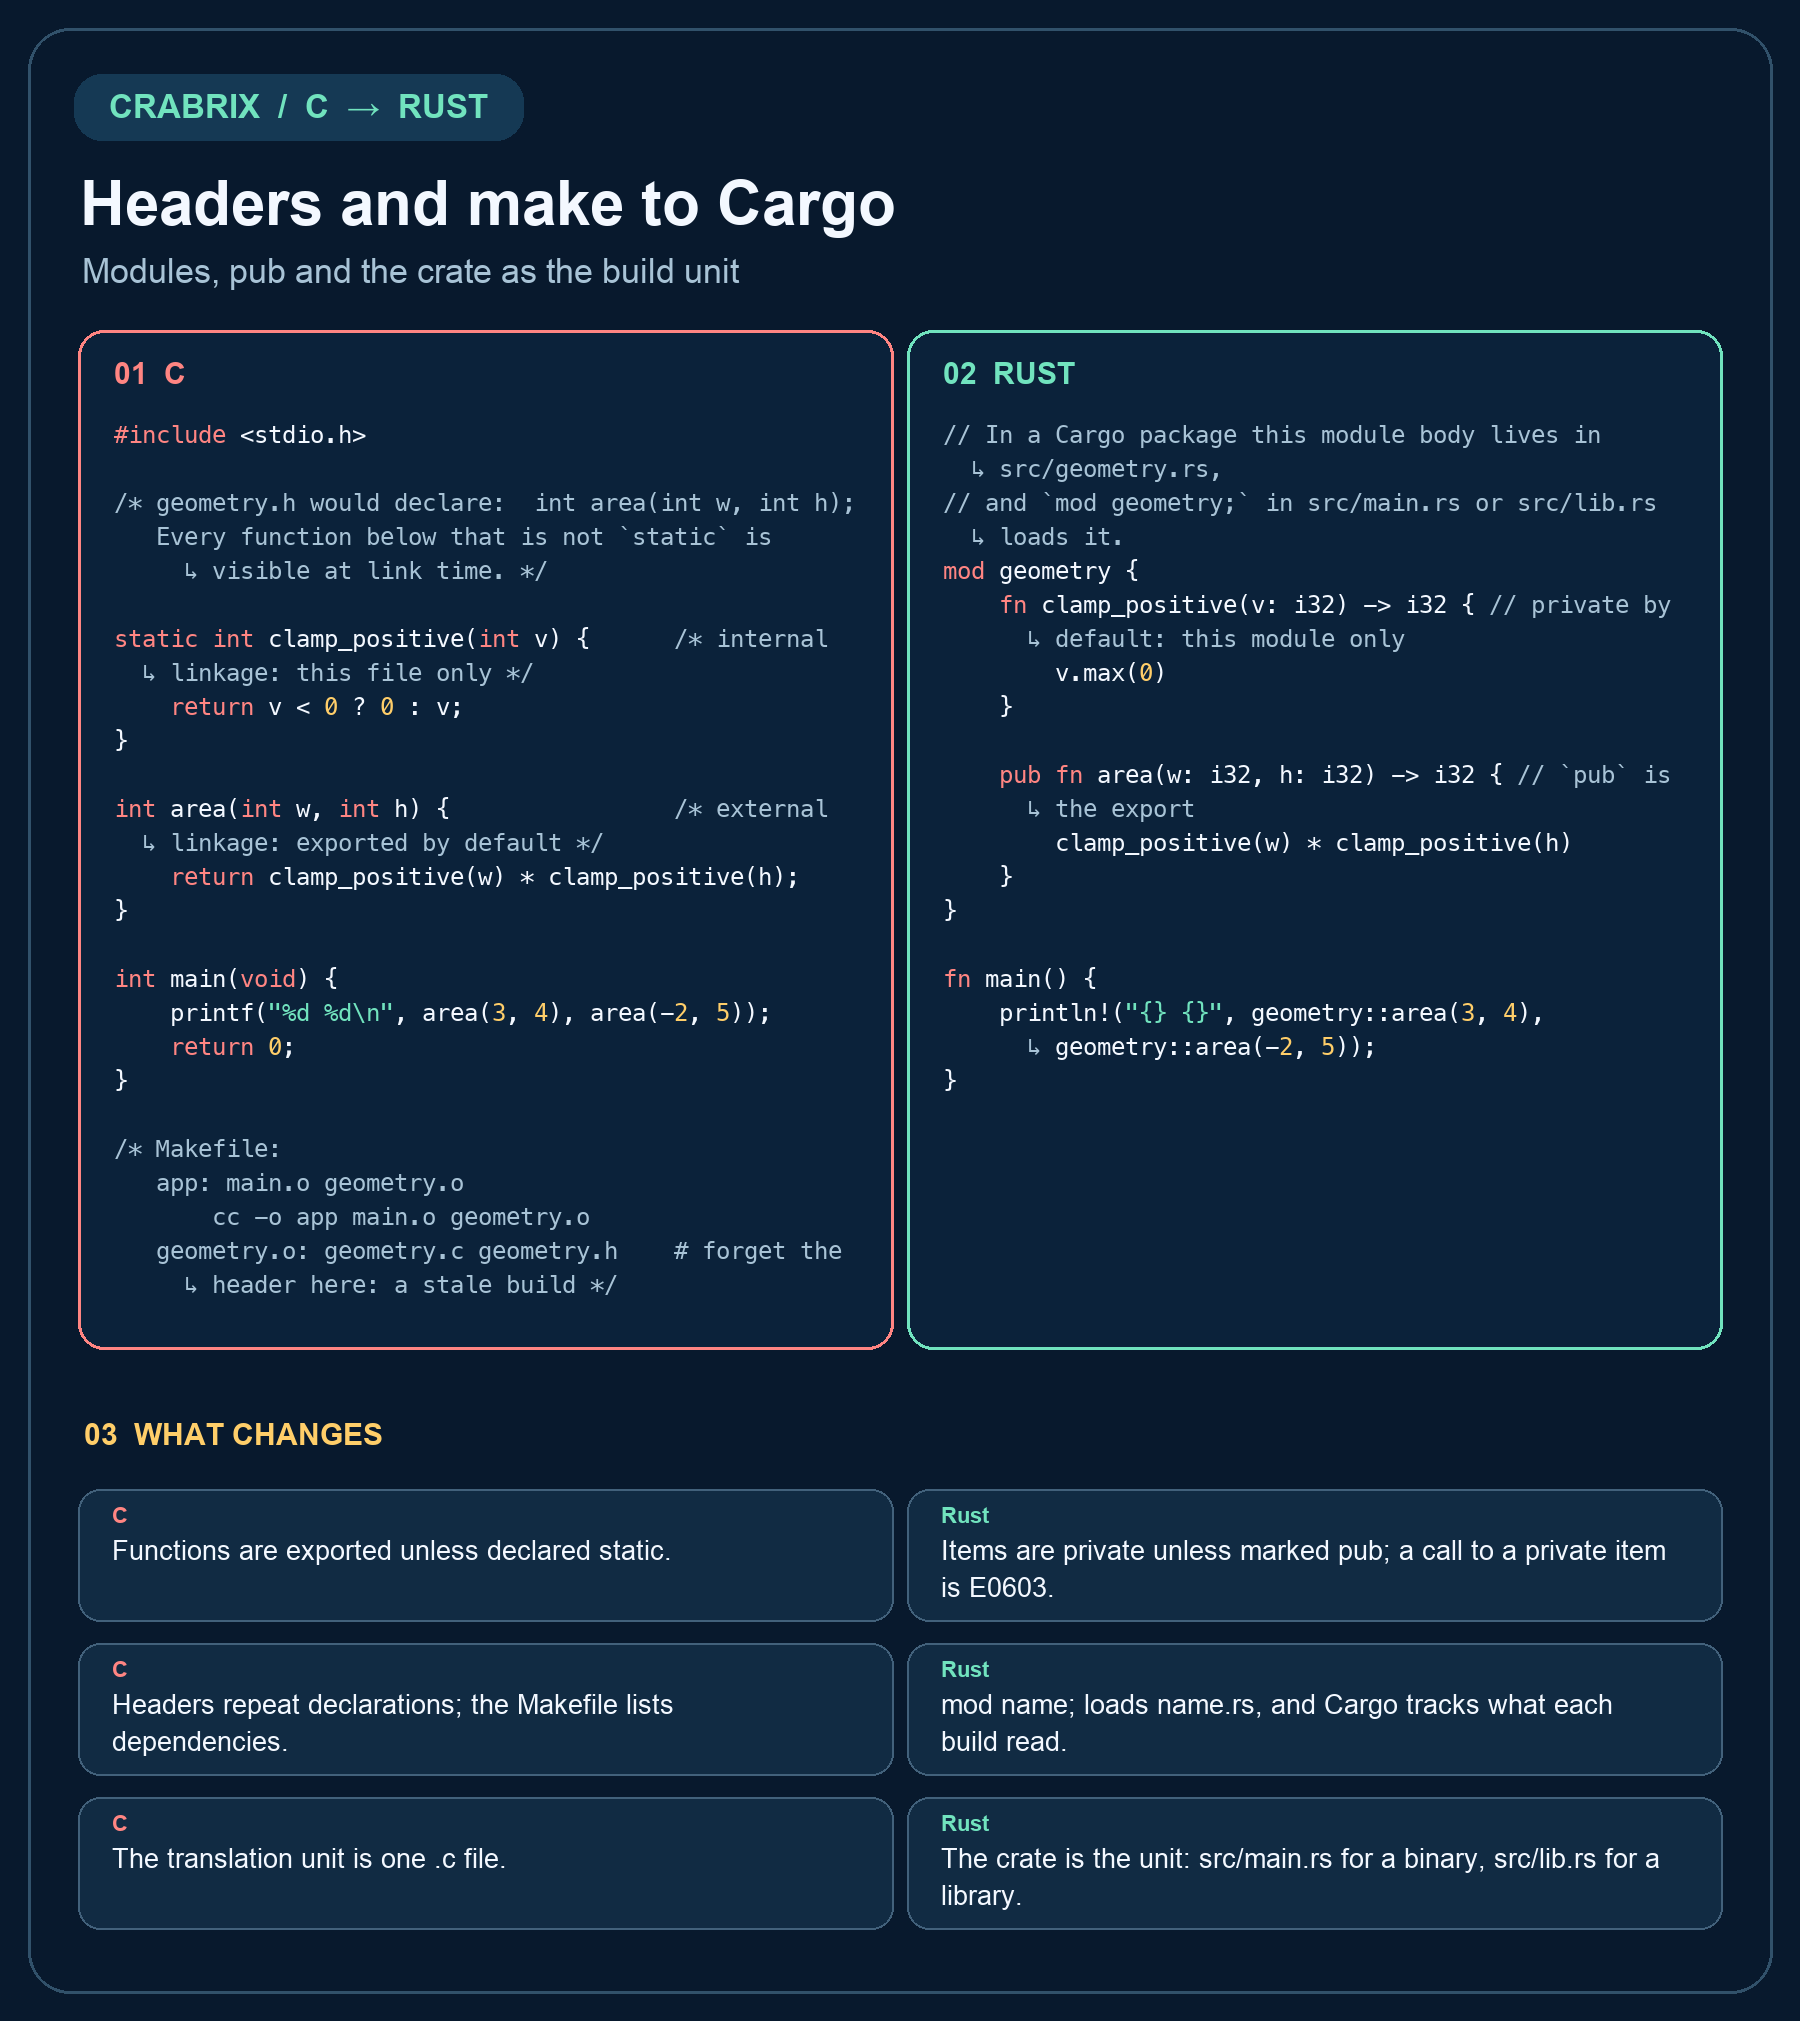 CRABRIX / C → RUST
Headers and make to Cargo
Modules, pub and the crate as the build unit
01 C
#include <stdio.h>

/* geometry.h would declare:  int area(int w, int h);
   Every function below that is not `static` is
     ↳ visible at link time. */

static int clamp_positive(int v) {      /* internal
  ↳ linkage: this file only */
    return v < 0 ? 0 : v;
}

int area(int w, int h) {                /* external
  ↳ linkage: exported by default */
    return clamp_positive(w) * clamp_positive(h);
}

int main(void) {
    printf("%d %d\n", area(3, 4), area(-2, 5));
    return 0;
}

/* Makefile:
   app: main.o geometry.o
       cc -o app main.o geometry.o
   geometry.o: geometry.c geometry.h    # forget the
     ↳ header here: a stale build */
02 RUST
// In a Cargo package this module body lives in
  ↳ src/geometry.rs,
// and `mod geometry;` in src/main.rs or src/lib.rs
  ↳ loads it.
mod geometry {
    fn clamp_positive(v: i32) -> i32 { // private by
      ↳ default: this module only
        v.max(0)
    }

    pub fn area(w: i32, h: i32) -> i32 { // `pub` is
      ↳ the export
        clamp_positive(w) * clamp_positive(h)
    }
}

fn main() {
    println!("{} {}", geometry::area(3, 4),
      ↳ geometry::area(-2, 5));
}
03 WHAT CHANGES
C
Functions are exported unless declared static.
Rust
Items are private unless marked pub; a call to a private item
is E0603.
C
Headers repeat declarations; the Makefile lists
dependencies.
Rust
mod name; loads name.rs, and Cargo tracks what each
build read.
C
The translation unit is one .c file.
Rust
The crate is the unit: src/main.rs for a binary, src/lib.rs for a
library.